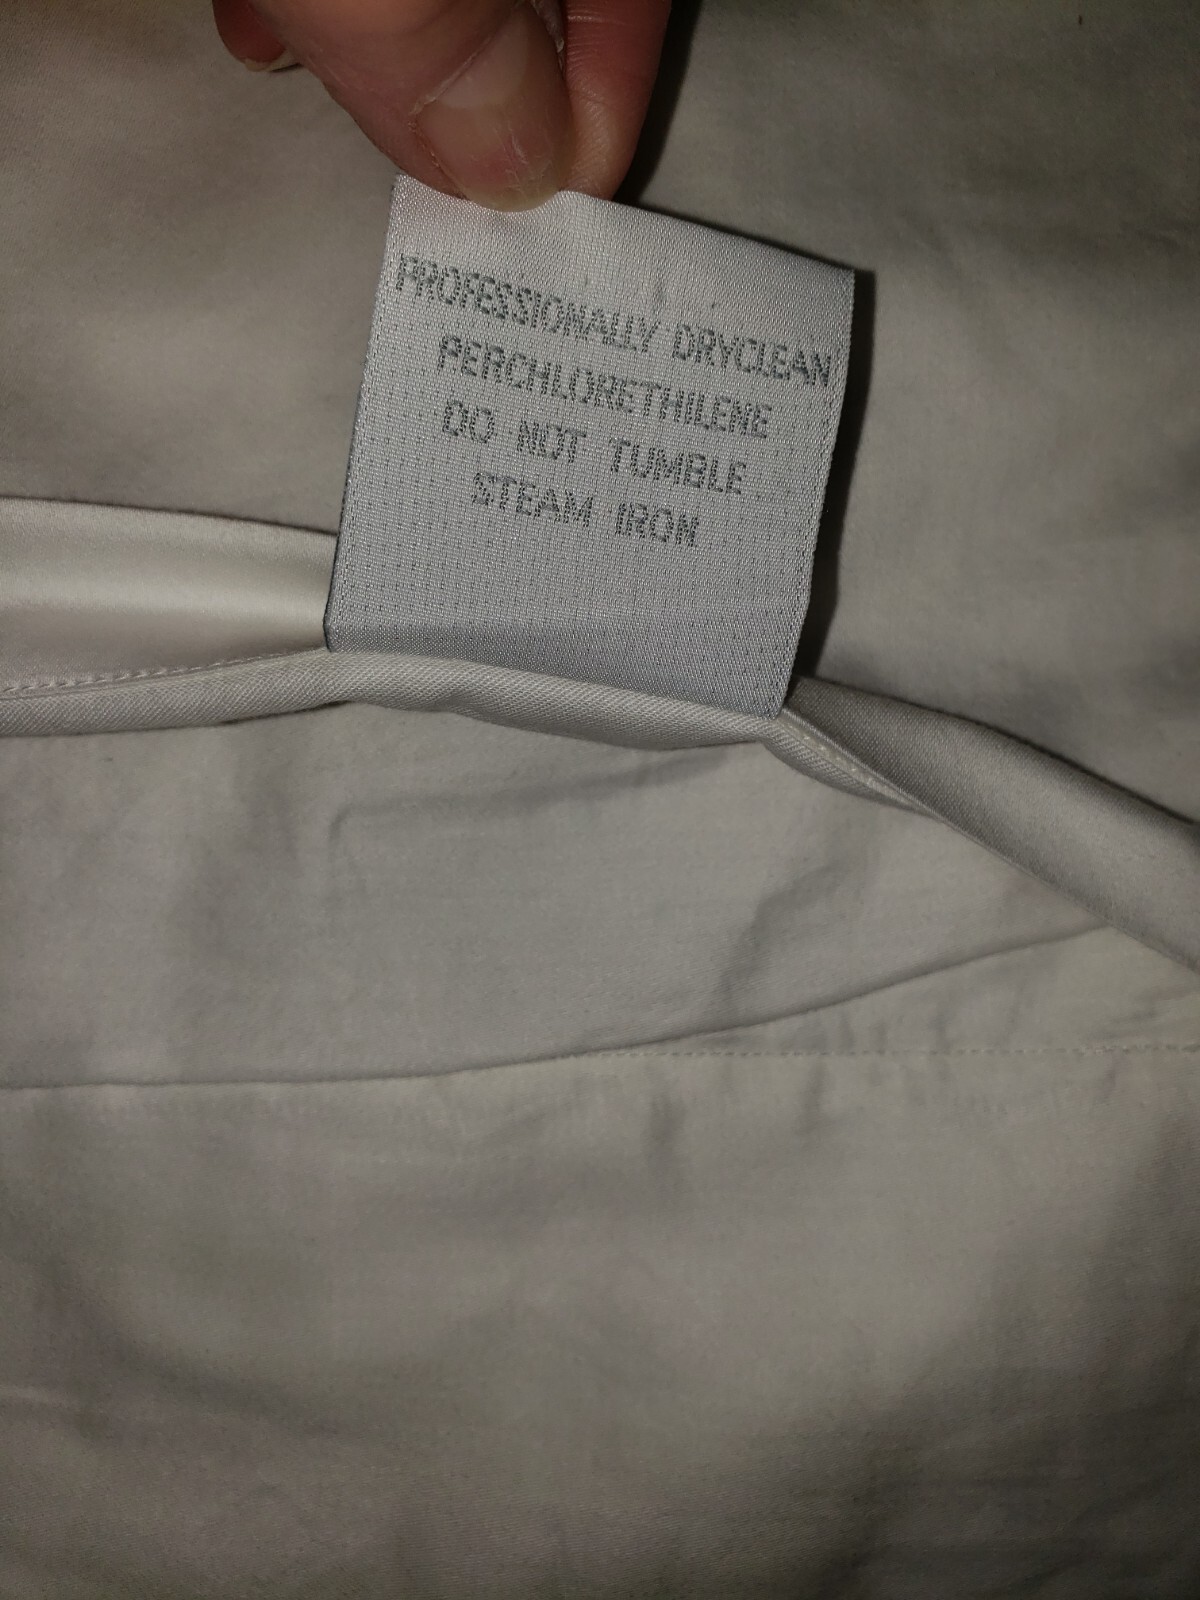 PROFESSIONALLY DRYCLEAN
PERCHLORETHILENE
DO NOT TUMBLE
STEAM IRON